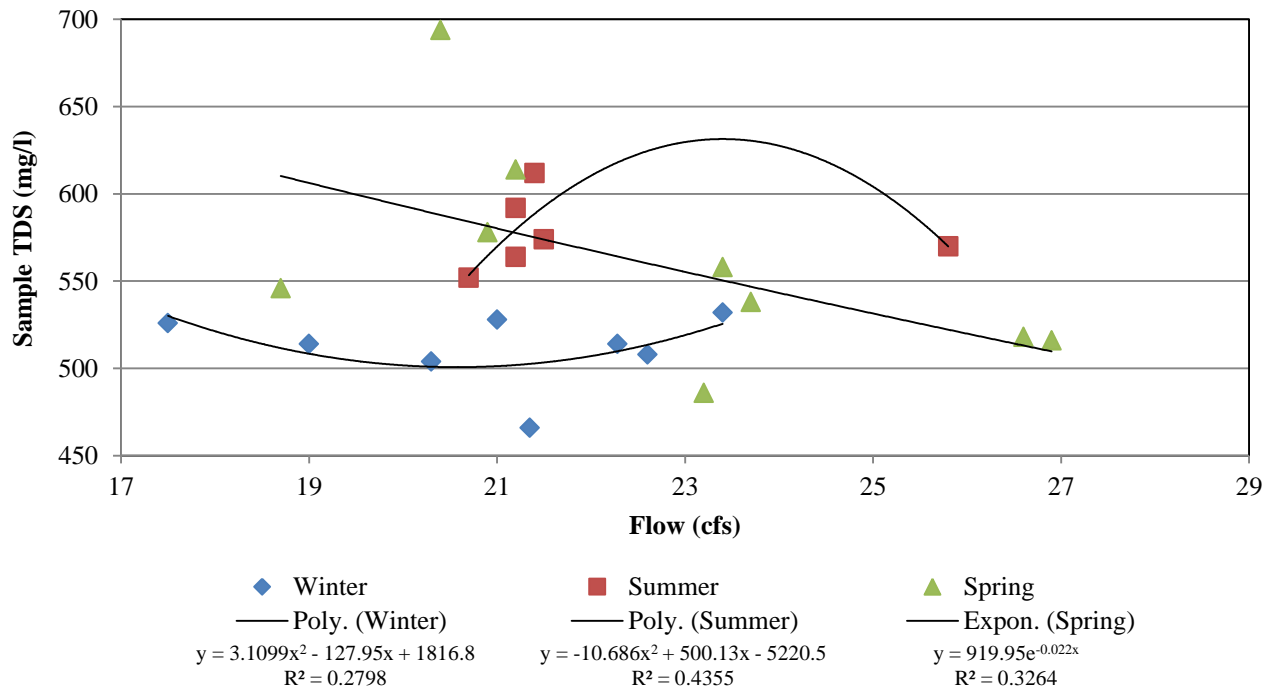 700
650
600
550
500
450
Sample TDS (mg/l)
17 19 21 23 25 27 29
Flow (cfs)
Winter Summer Spring
Poly. (Winter) Poly. (Summer) Expon. (Spring)
y = 3.1099x² - 127.95x + 1816.8 y = -10.686x² + 500.13x - 5220.5 y = 919.95e^-0.022x
R² = 0.2798 R² = 0.4355 R² = 0.3264